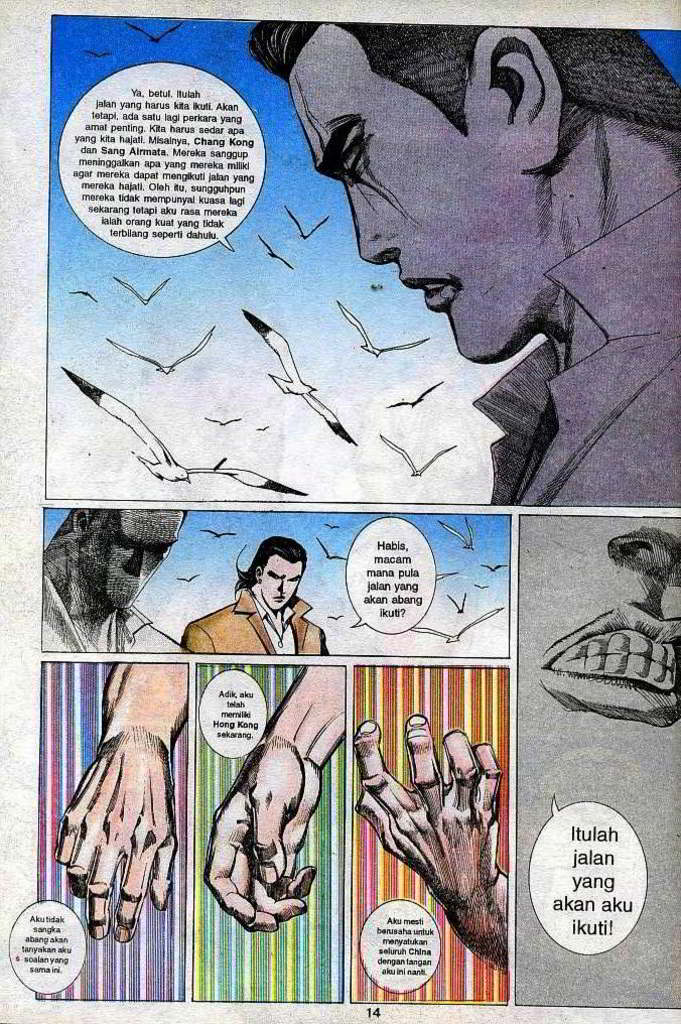 Ya, betul. Itulah
jalan yang harus kita ikuti. Akan
tetapi, ada satu lagi perkara
amat penting. Kita harus sedar apa
yang kita hajati. Misalnya, Chang Kong
dan Sang Airmata. Mereka sanggup
meninggalkan apa yang mereka miliki
agar mereka dapat mengikuti jalan yang
mereka hajati. Oleh itu, sungguhpun
mereka tidak mempunyai kuasa lagi
sekarang tetapi aku rasa mereka
ialah orang kuat yang tidak
terbilang seperti dahulu.
Habis,
macam
mana pula
jalan yang
akan abang
ikuti?
Aku tidak
sangka
abang akan
tanyakan aku
soalan yang
sama ini.
Adik, aku
telah
memiliki
Hong Kong
sekarang.
Aku mesti
berusaha untuk
menyatukan
seluruh China
dengan tangan
aku ini nanti.
Itulah
jalan
yang
akan aku
ikuti!
14